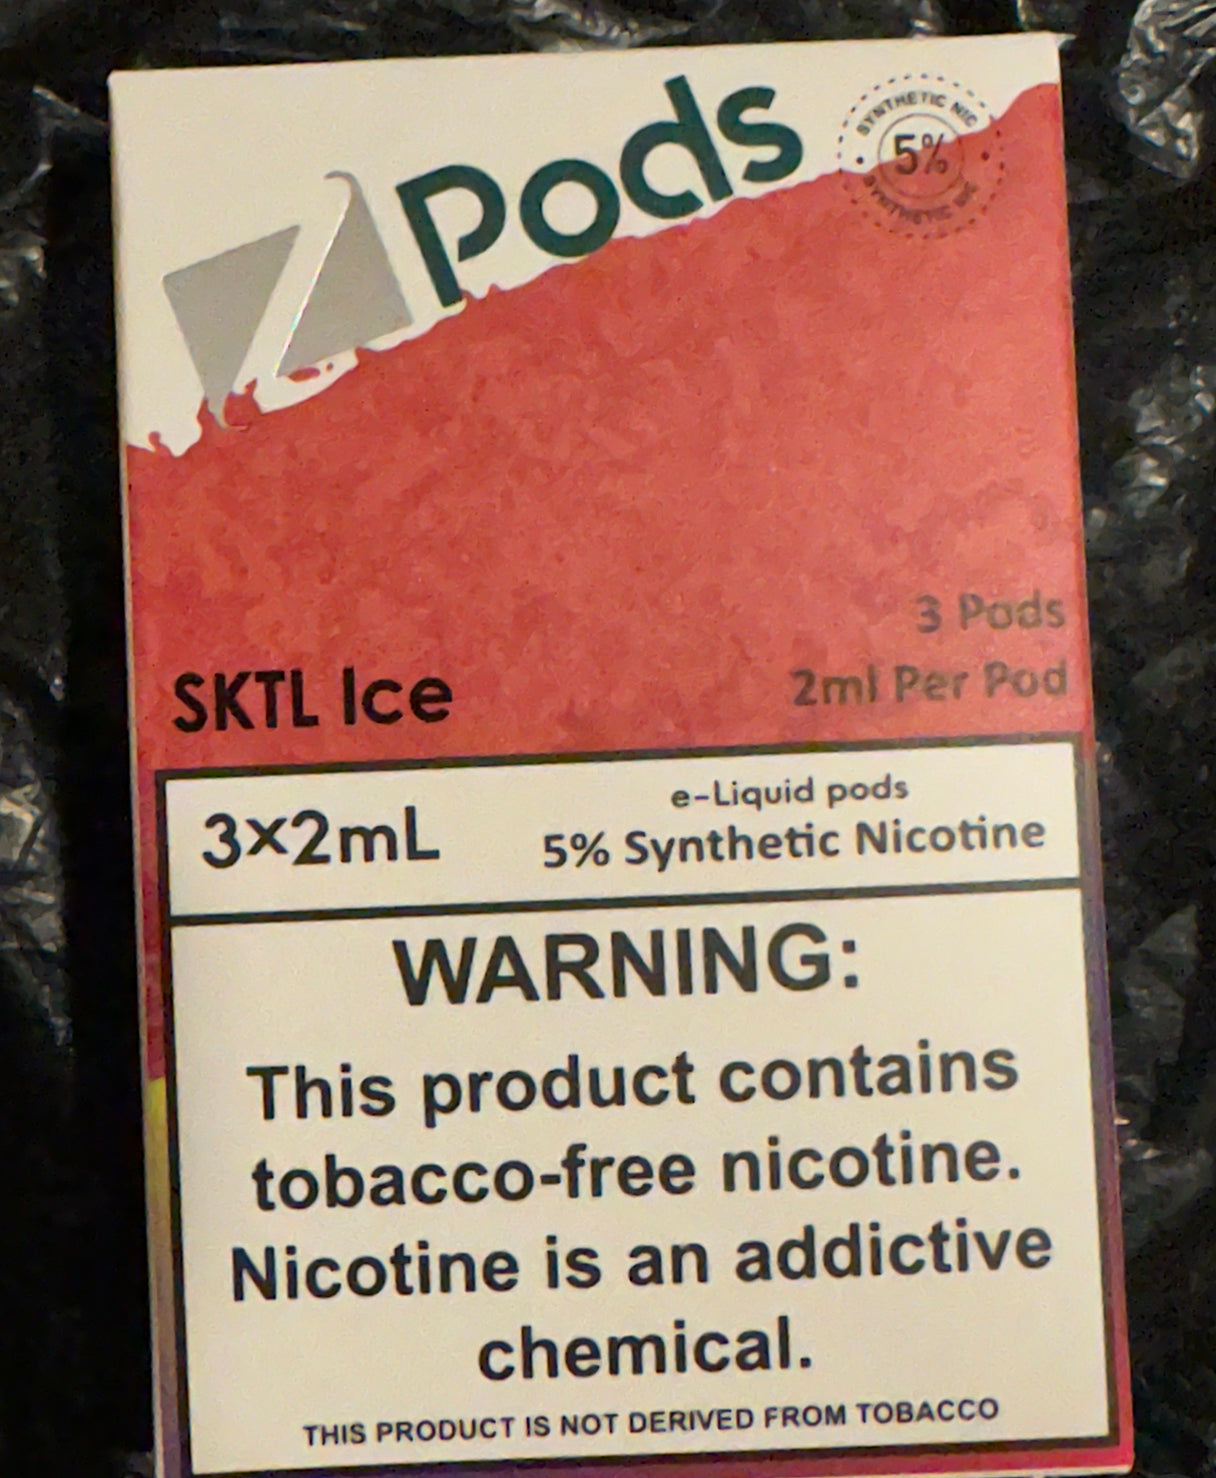 Z Pods
SYNTHETIC NIC
5%
SYNTHETIC NIC
3 Pods
2ml Per Pod
SKTL Ice
3×2mL
e-Liquid pods
5% Synthetic Nicotine
WARNING:
This product contains
tobacco-free nicotine.
Nicotine is an addictive
chemical.
THIS PRODUCT IS NOT DERIVED FROM TOBACCO